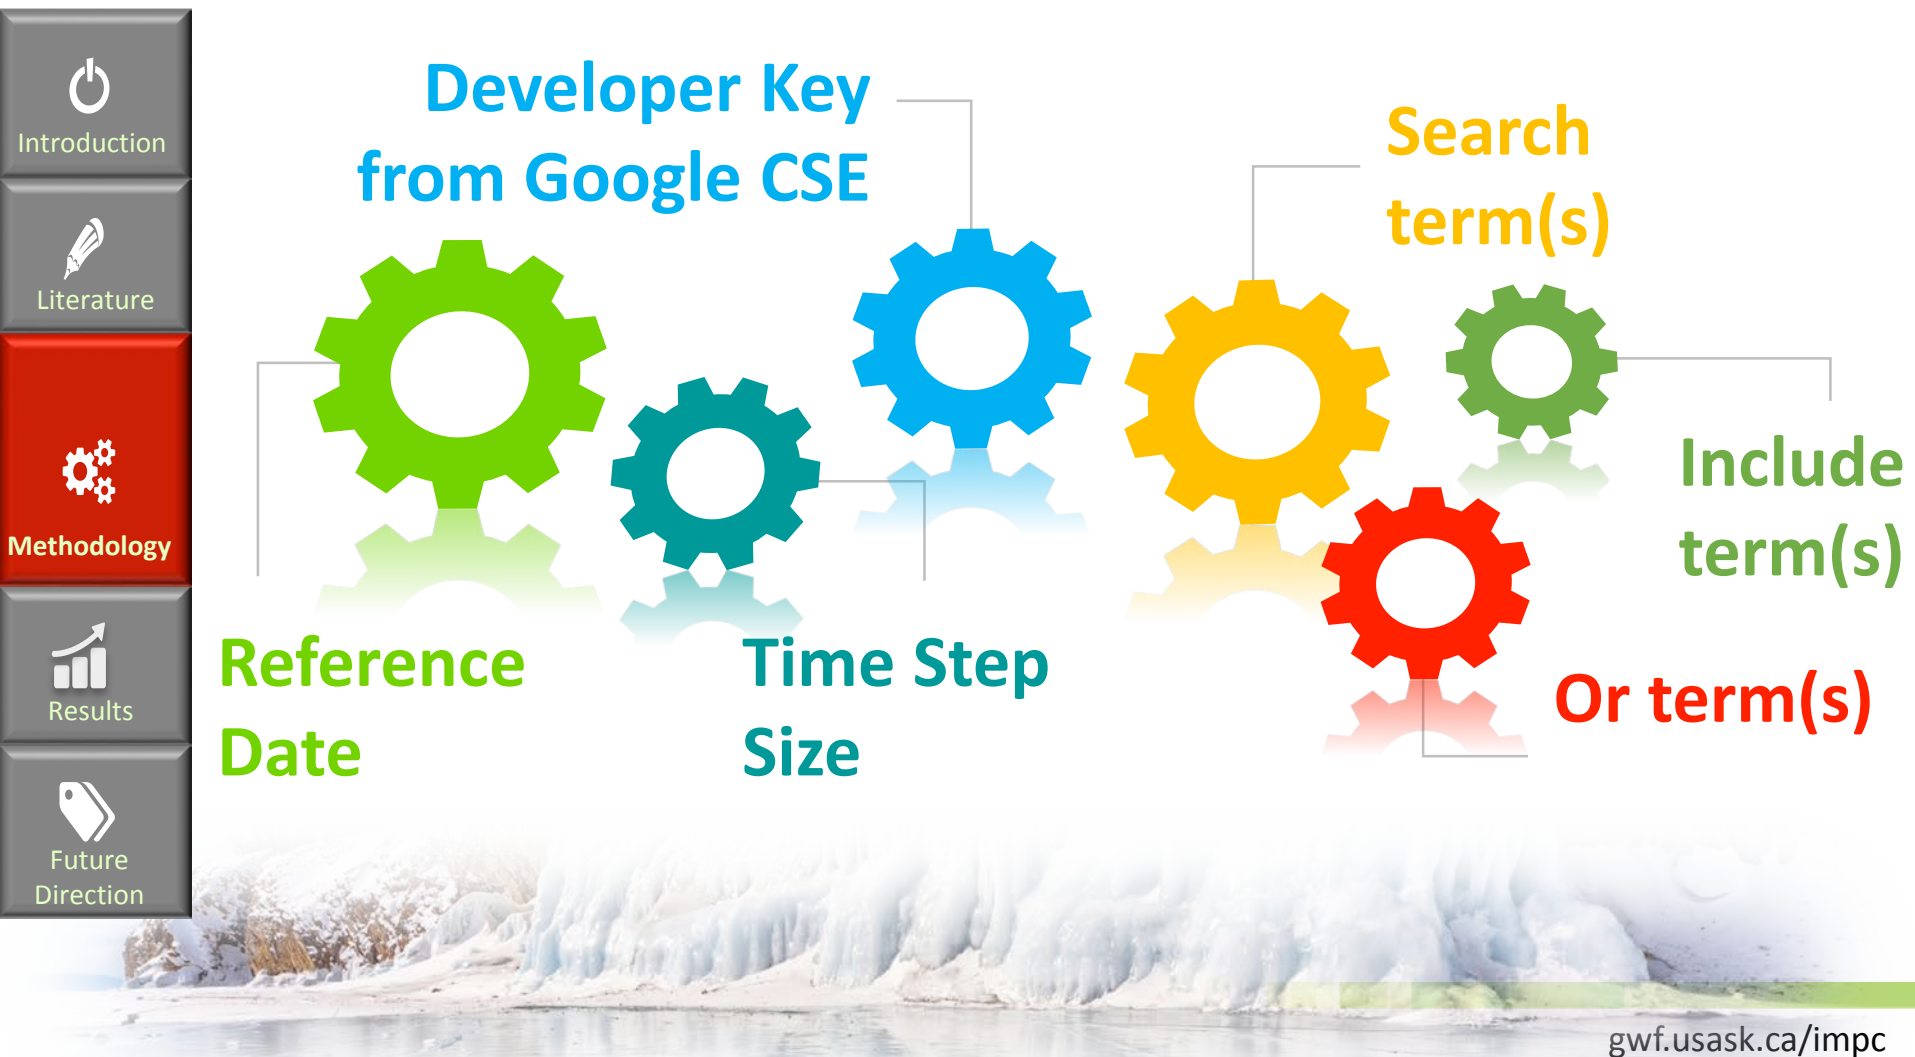 Introduction
Literature
Methodology
Results
Future
Direction
Developer Key
from Google CSE
Search
term(s)
Include
term(s)
Reference
Date
Time Step
Size
Or term(s)
gwf.usask.ca/impc